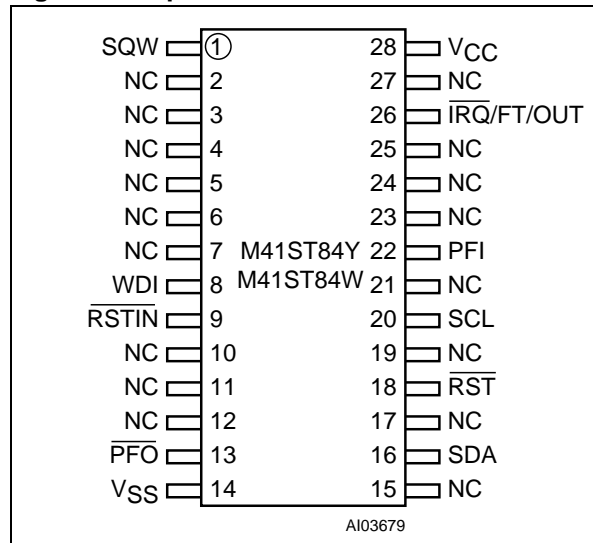 SQW 1 28 VCC
NC 2 27 NC
NC 3 26 IRQ/FT/OUT
NC 4 25 NC
NC 5 24 NC
NC 6 23 NC
NC 7 M41ST84Y 22 PFI
WDI 8 M41ST84W 21 NC
RSTIN 9 20 SCL
NC 10 19 NC
NC 11 18 RST
NC 12 17 NC
PFO 13 16 SDA
VSS 14 15 NC
AI03679